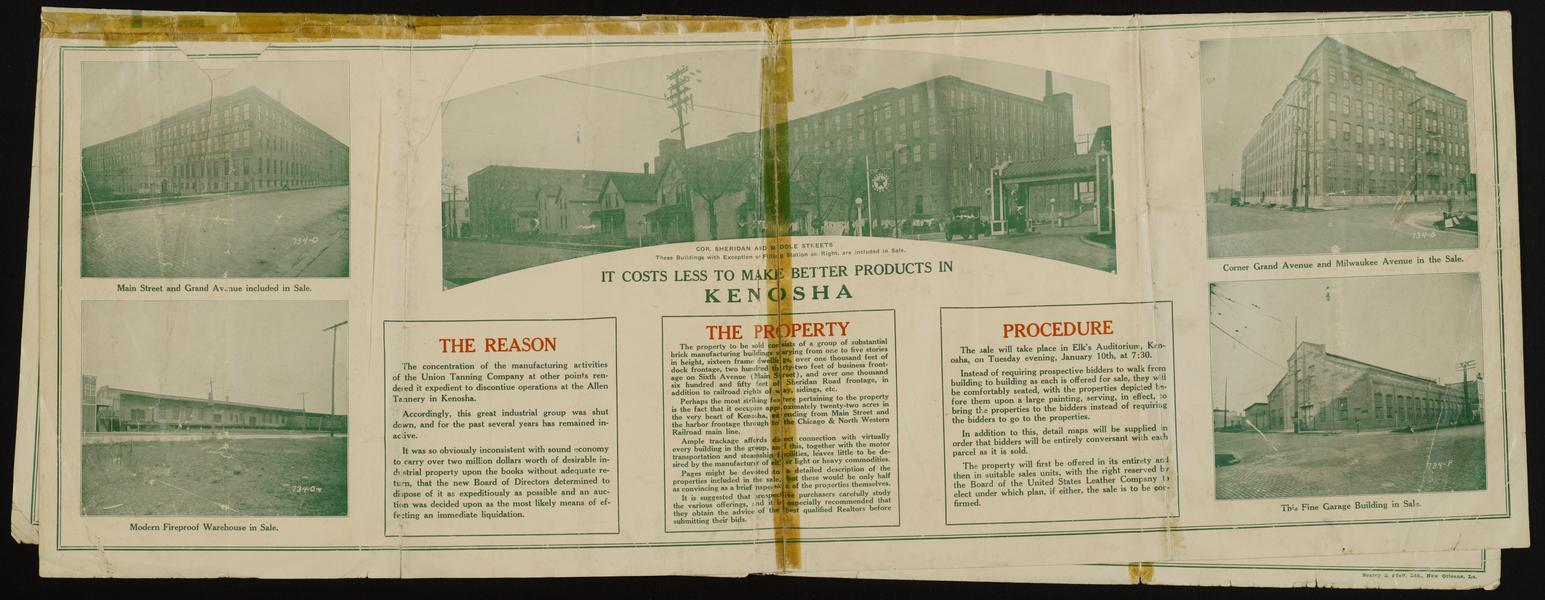 734-O
Main Street and Grand Avenue included in Sale.
734-O
Modern Fireproof Warehouse in Sale.
COR. SHERIDAN AND MIDDLE STREETS
These Buildings with Exception of Filling Station on Right, are included in Sale.
IT COSTS LESS TO MAKE BETTER PRODUCTS IN
KENOSHA
THE REASON
The concentration of the manufacturing activities
of the Union Tanning Company at other points ren-
dered it expedient to discontiue operations at the Allen
Tannery in Kenosha.
Accordingly, this great industrial group was shut
down, and for the past several years has remained in-
active.
It was so obviously inconsistent with sound economy
to carry over two million dollars worth of desirable in-
dustrial property upon the books without adequate re-
turn, that the new Board of Directors determined to
dispose of it as expeditiously as possible and an auc-
tion was decided upon as the most likely means of ef-
fecting an immediate liquidation.
THE PROPERTY
The property to be sold consists of a group of substantial
brick manufacturing buildings varying from one to five stories
in height, sixteen frame dwellings, over one thousand feet of
dock frontage, two hundred thirty-two feet of business front-
age on Sixth Avenue (Main Street), and over one thousand
six hundred and fifty feet of Sheridan Road frontage, in
addition to railroad rights of way, sidings, etc.
Perhaps the most striking feature pertaining to the property
is the fact that it occupies approximately twenty-two acres in
the very heart of Kenosha, extending from Main Street and
the harbor frontage through to the Chicago & North Western
Railroad main line.
Ample trackage affords direct connection with virtually
every building in the group, and this, together with the motor
transportation and steamship facilities, leaves little to be de-
sired by the manufacturer of either light or heavy commodities.
Pages might be devoted to a detailed description of the
properties included in the sale, but these would be only half
as convincing as a brief inspection of the properties themselves.
It is suggested that prospective purchasers carefully study
the various offerings, and it is especially recommended that
they obtain the advice of the best qualified Realtors before
submitting their bids.
PROCEDURE
The sale will take place in Elk's Auditorium, Ken-
osha, on Tuesday evening, January 10th, at 7:30.
Instead of requiring prospective bidders to walk from
building to building as each is offered for sale, they will
be comfortably seated, with the properties depicted be-
fore them upon a large painting, serving, in effect, to
bring the properties to the bidders instead of requiring
the bidders to go to the properties.
In addition to this, detail maps will be supplied in
order that bidders will be entirely conversant with each
parcel as it is sold.
The property will first be offered in its entirety and
then in suitable sales units, with the right reserved by
the Board of the United States Leather Company to
elect under which plan, if either, the sale is to be con-
firmed.
Corner Grand Avenue and Milwaukee Avenue in the Sale.
734-P
This Fine Garage Building in Sale.
Ltd., New Orleans, La.